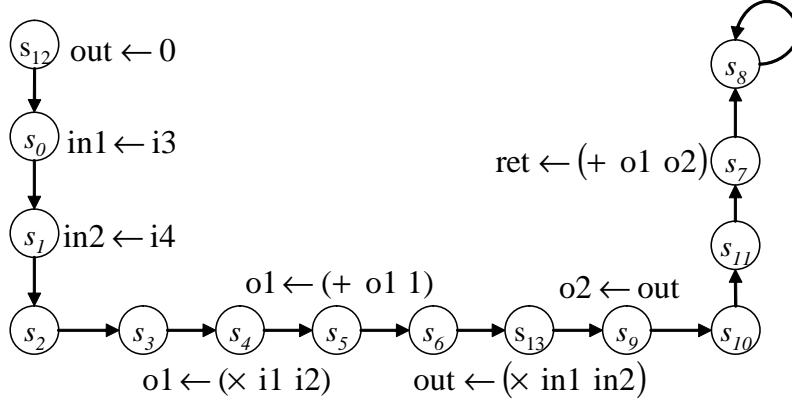 s12 out ← 0
s8
s0 in1 ← i3
ret ← (+ o1 o2) s7
s1 in2 ← i4
s11
o1 ← (+ o1 1)
o2 ← out
s2 s3 s4 s5 s6 s13 s9 s10
o1 ← (× i1 i2)
out ← (× in1 in2)